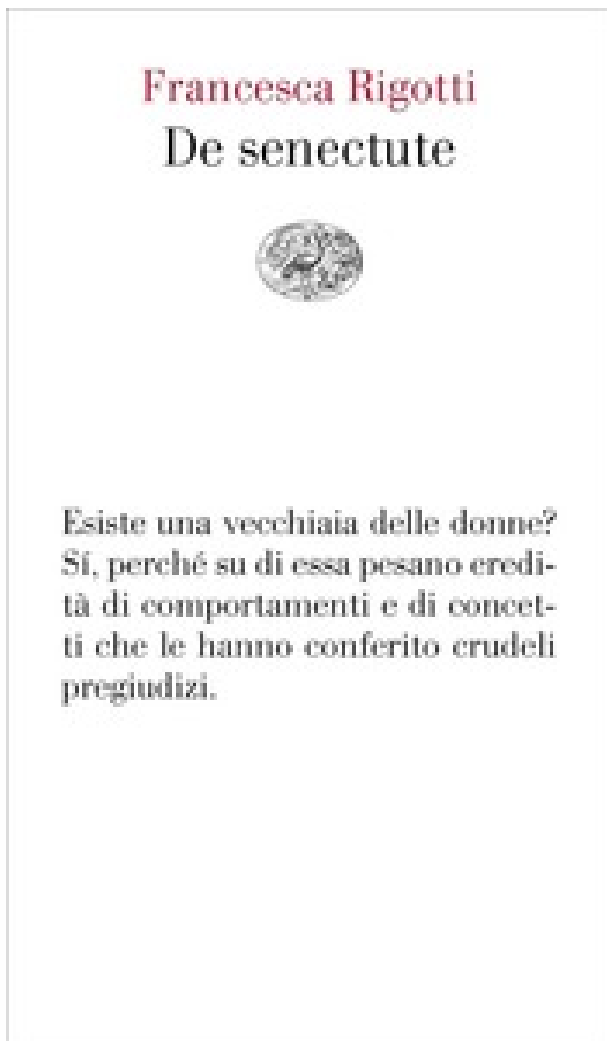 Francesca Rigotti
De senectute
Esiste una vecchiaia delle donne?
Sí, perché su di essa pesano eredi-
tà di comportamenti e di concet-
ti che le hanno conferito crudeli
pregiudizi.